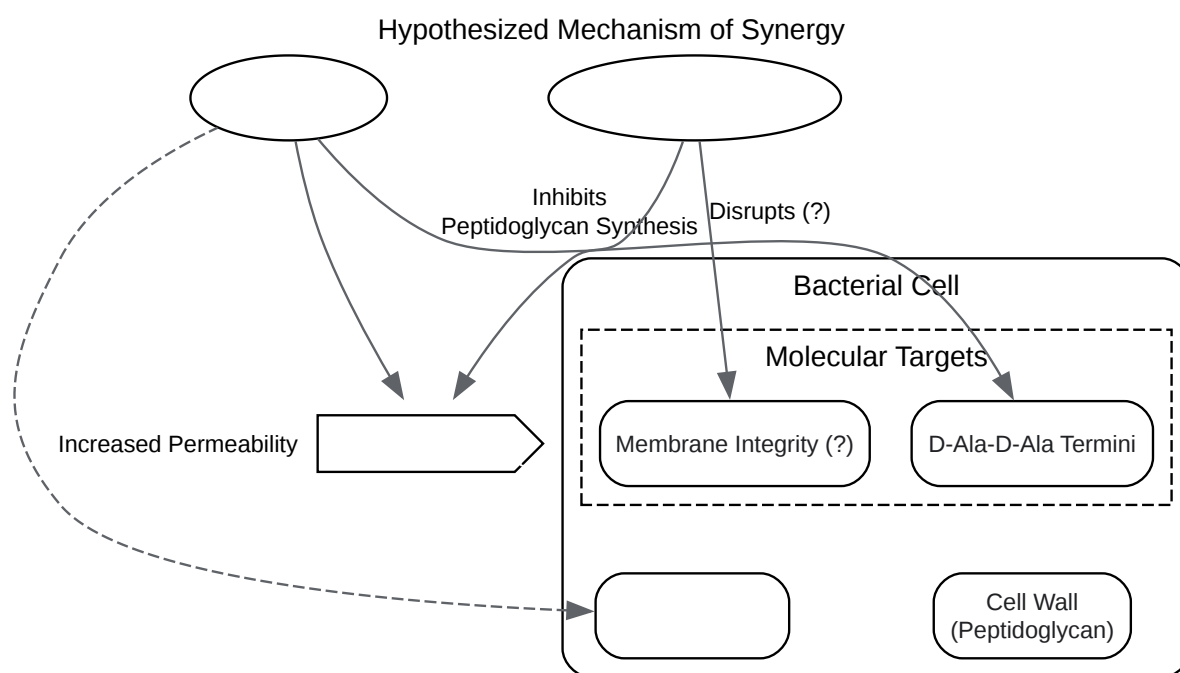 Hypothesized Mechanism of Synergy
Inhibits
Peptidoglycan Synthesis
Disrupts (?)
Bacterial Cell
Molecular Targets
Increased Permeability
Membrane Integrity (?)
D-Ala-D-Ala Termini
Cell Wall
(Peptidoglycan)